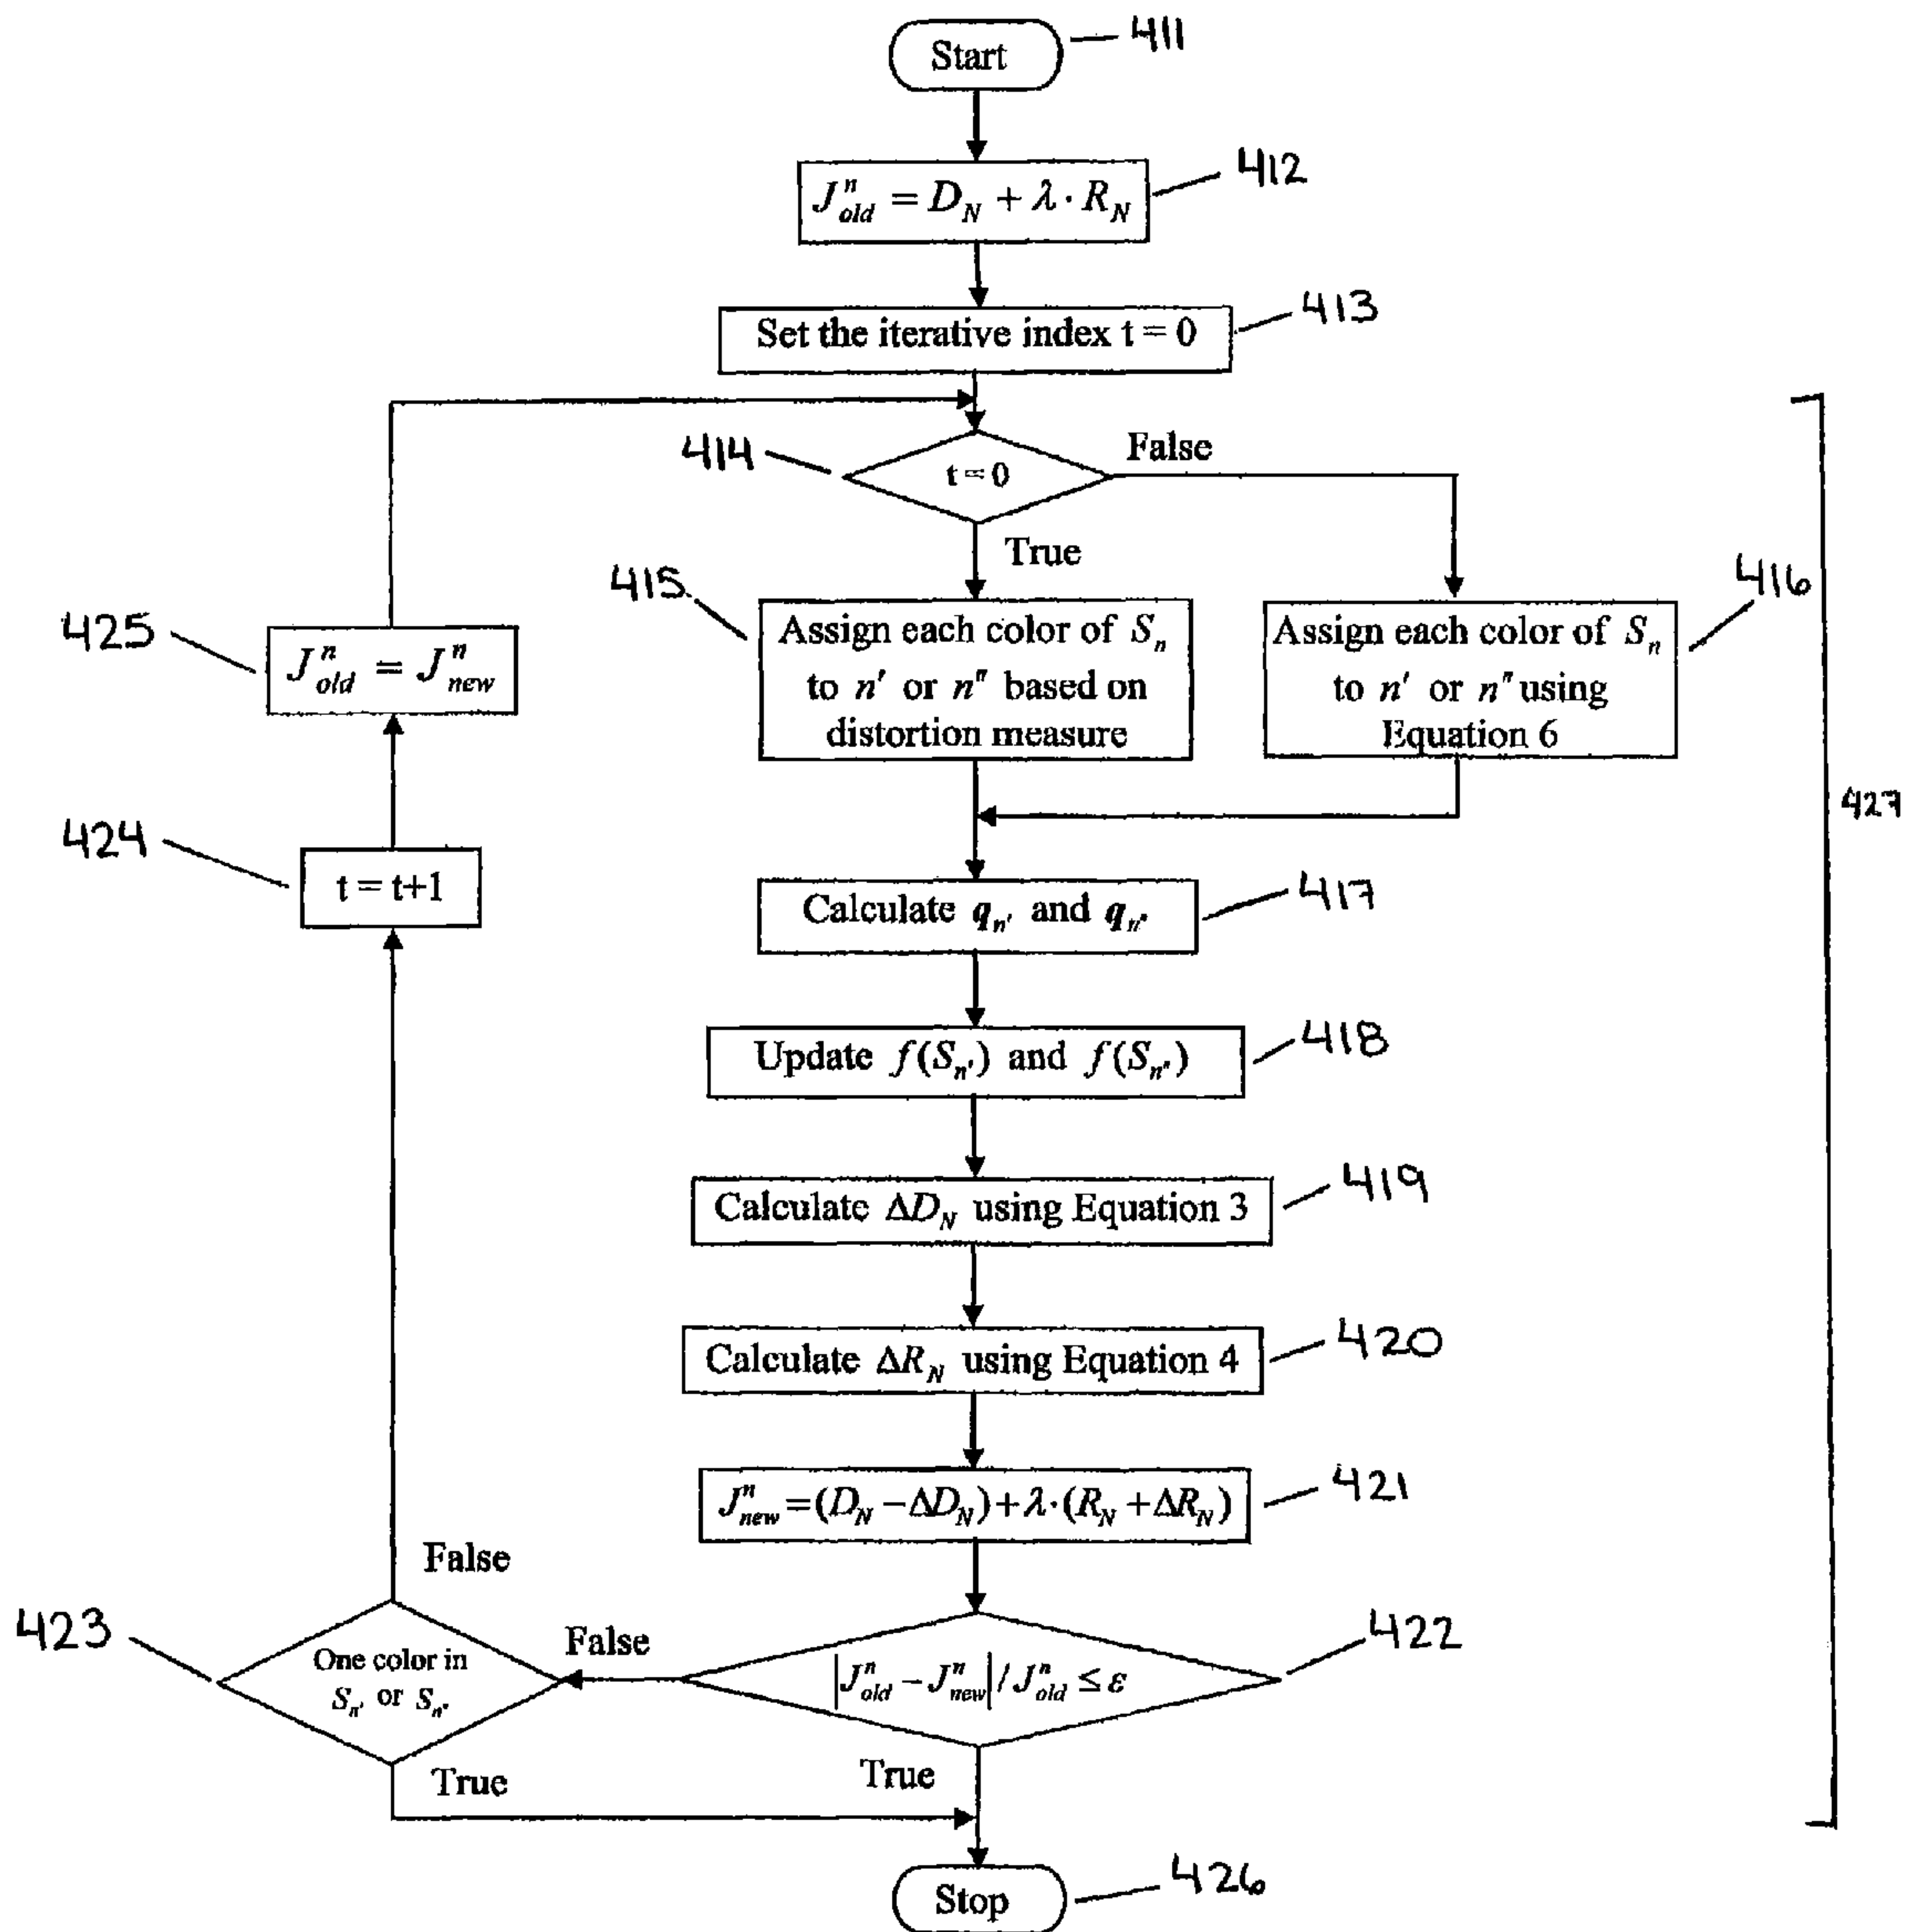 Start
411
J^n_old = D_N + λ · R_N
412
Set the iterative index t = 0
413
414
t = 0
False
True
415
Assign each color of S_n
to n′ or n″ based on
distortion measure
Assign each color of S_n
to n′ or n″ using
Equation 6
416
425
J^n_old = J^n_new
427
424
t = t+1
Calculate q_n′ and q_n″
417
Update f(S_n′) and f(S_n″)
418
Calculate ΔD_N using Equation 3
419
Calculate ΔR_N using Equation 4
420
J^n_new = (D_N − ΔD_N) + λ · (R_N + ΔR_N)
421
False
423
One color in
S_n′ or S_n″
False
|J^n_old − J^n_new| / J^n_old ≤ ε
422
True
True
Stop
426